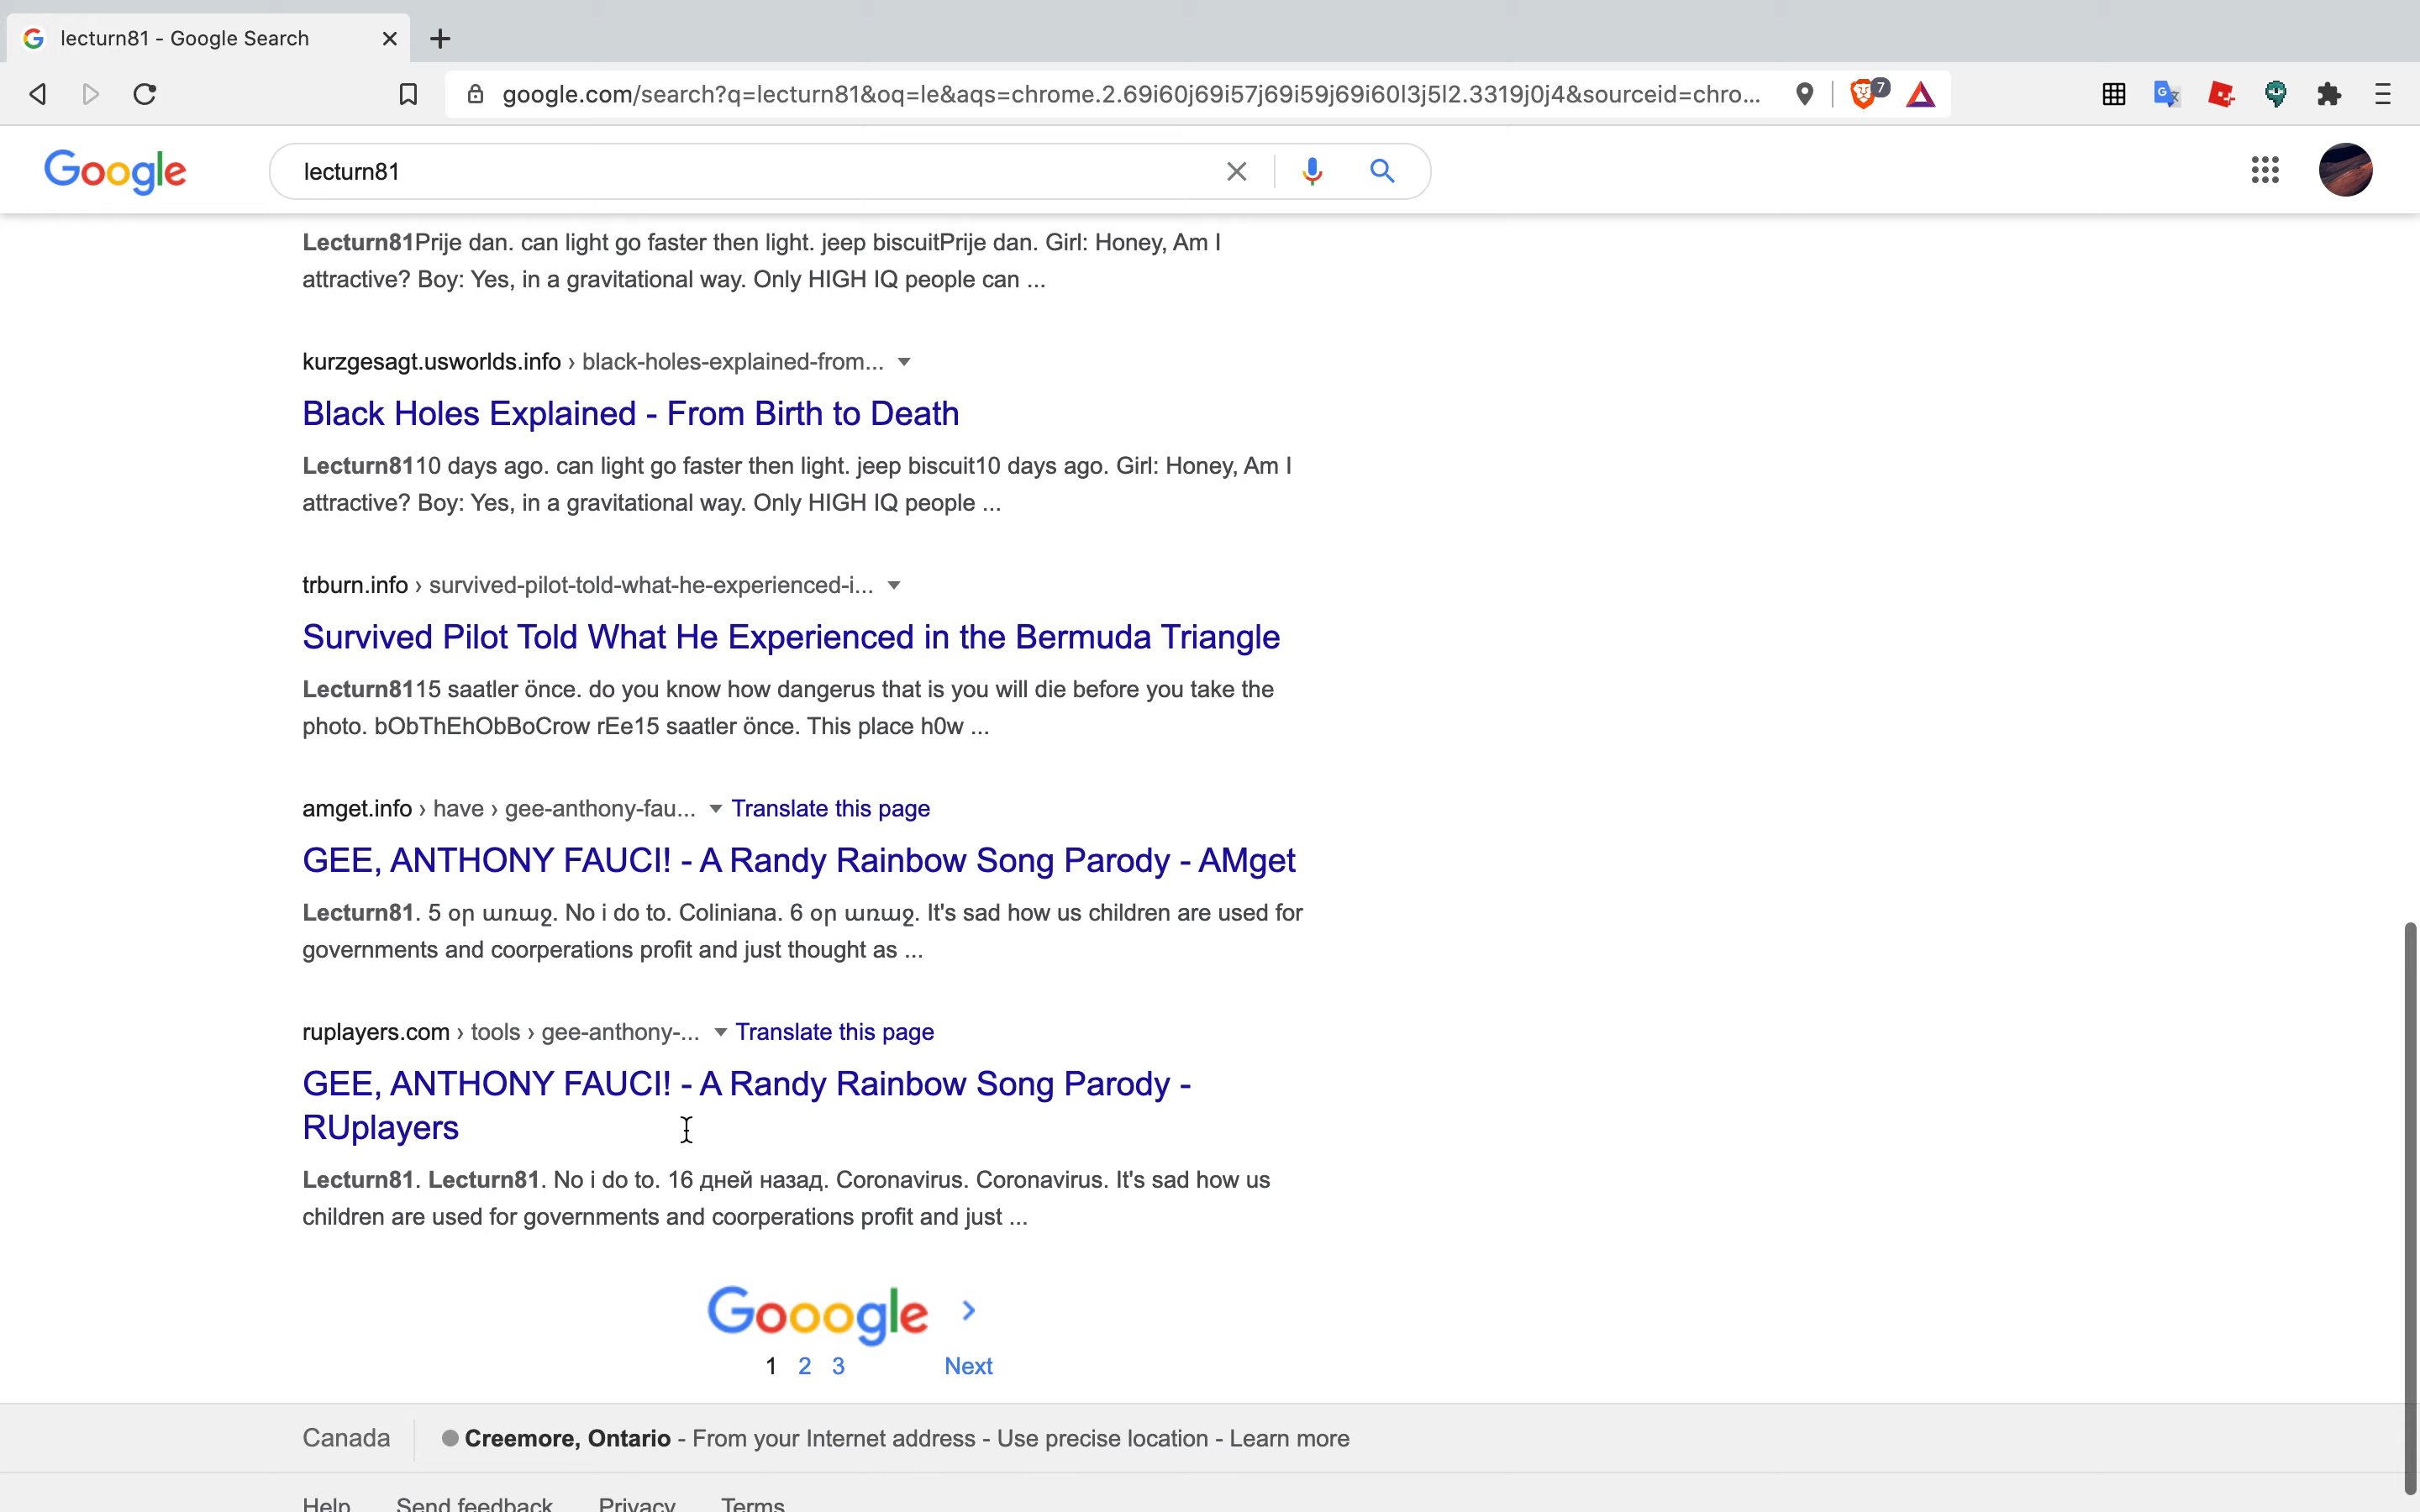 lecturn81 - Google Search
google.com/search?q=lecturn81&oq=le&aqs=chrome.2.69i60j69i57j69i59j69i60l3j5l2.3319j0j4&sourceid=chro...
7
Google
lecturn81
Lecturn81Prije dan. can light go faster then light. jeep biscuitPrije dan. Girl: Honey, Am I
attractive? Boy: Yes, in a gravitational way. Only HIGH IQ people can ...
kurzgesagt.usworlds.info › black-holes-explained-from...
Black Holes Explained - From Birth to Death
Lecturn8110 days ago. can light go faster then light. jeep biscuit10 days ago. Girl: Honey, Am I
attractive? Boy: Yes, in a gravitational way. Only HIGH IQ people ...
trburn.info › survived-pilot-told-what-he-experienced-i...
Survived Pilot Told What He Experienced in the Bermuda Triangle
Lecturn8115 saatler önce. do you know how dangerus that is you will die before you take the
photo. bObThEhObBoCrow rEe15 saatler önce. This place h0w ...
amget.info › have › gee-anthony-fau... Translate this page
GEE, ANTHONY FAUCI! - A Randy Rainbow Song Parody - AMget
Lecturn81. 5 օր առաջ. No i do to. Coliniana. 6 օր առաջ. It's sad how us children are used for
governments and coorperations profit and just thought as ...
ruplayers.com › tools › gee-anthony-... Translate this page
GEE, ANTHONY FAUCI! - A Randy Rainbow Song Parody -
RUplayers
Lecturn81. Lecturn81. No i do to. 16 дней назад. Coronavirus. Coronavirus. It's sad how us
children are used for governments and coorperations profit and just ...
Gooogle
1 2 3 Next
Canada Creemore, Ontario - From your Internet address - Use precise location - Learn more
Help Send feedback Privacy Terms